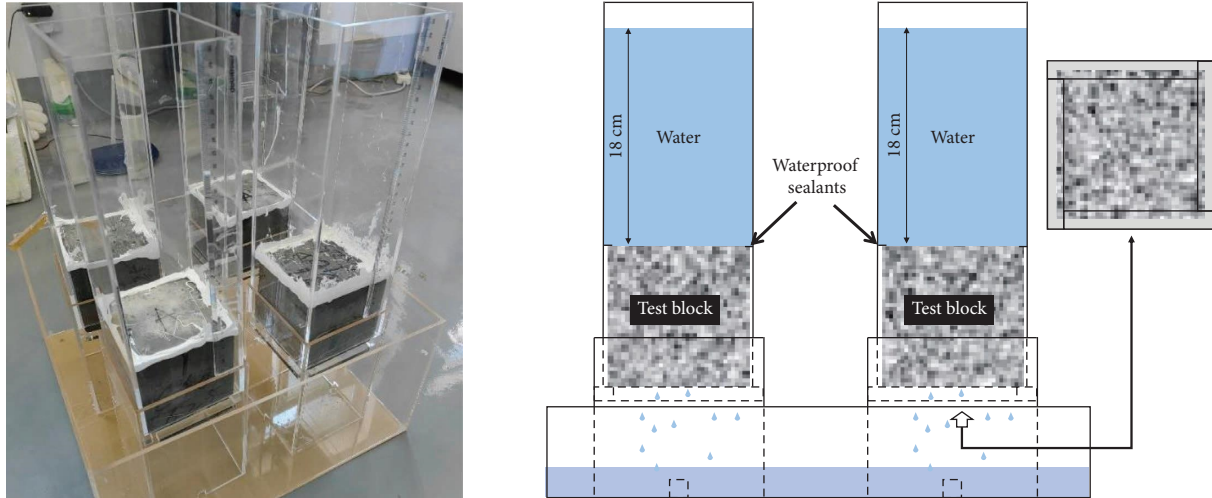 18 cm
Water
Waterproof
sealants
18 cm
Water
Test block
Test block